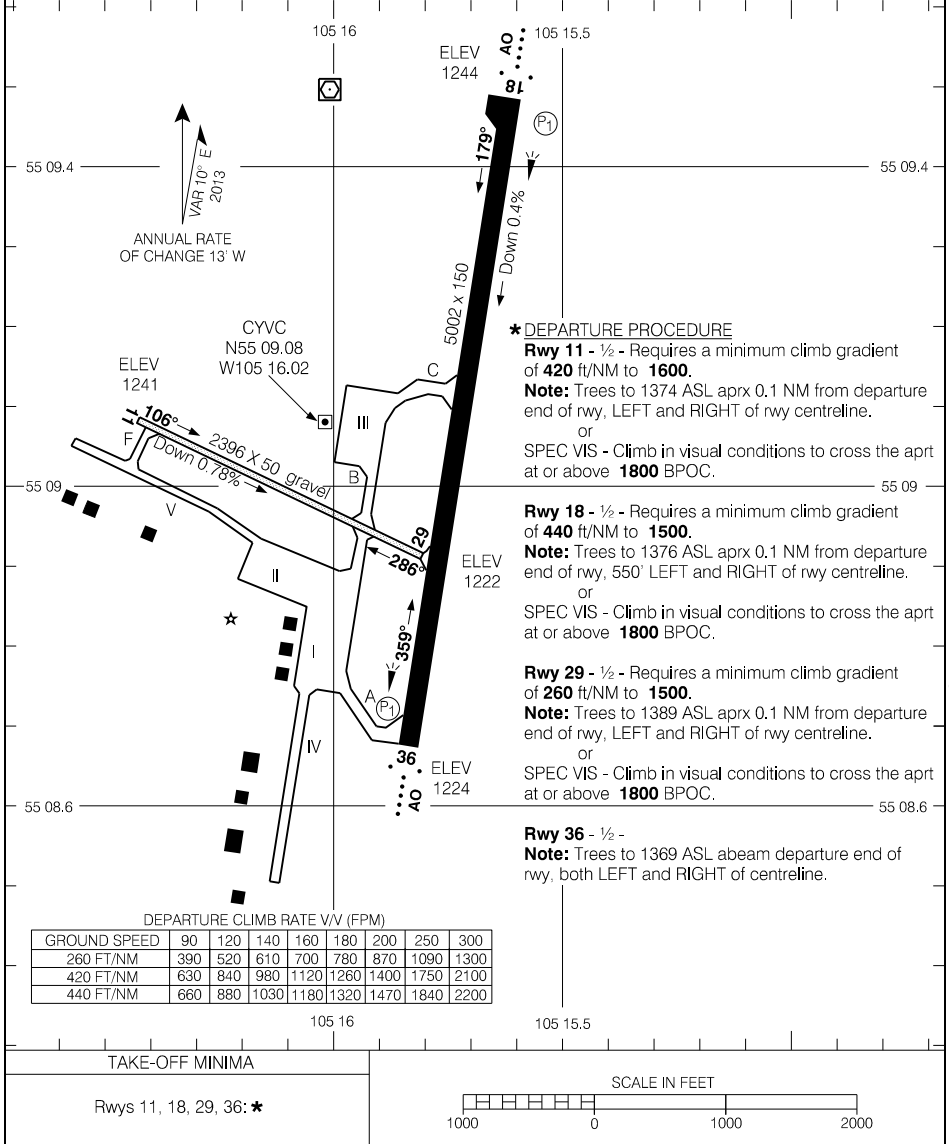 105 16
105 15.5
ELEV
1244
AO
18
P1
179°
55 09.4
55 09.4
VAR 10° E
2013
ANNUAL RATE
OF CHANGE 13' W
Down 0.4%
5002 x 150
CYVC
N55 09.08
W105 16.02
ELEV
1241
C
III
11
106°
F
2396 X 50 gravel
Down 0.78%
B
V
29
286°
ELEV
1222
II
I
359°
A
P1
IV
36
ELEV
1224
AO
55 09
55 08.6
55 08.6
* DEPARTURE PROCEDURE
Rwy 11 - ½ - Requires a minimum climb gradient
of 420 ft/NM to 1600.
Note: Trees to 1374 ASL aprx 0.1 NM from departure
end of rwy, LEFT and RIGHT of rwy centreline.
or
SPEC VIS - Climb in visual conditions to cross the aprt
at or above 1800 BPOC.
55 09
Rwy 18 - ½ - Requires a minimum climb gradient
of 440 ft/NM to 1500.
Note: Trees to 1376 ASL aprx 0.1 NM from departure
end of rwy, 550' LEFT and RIGHT of rwy centreline.
or
SPEC VIS - Climb in visual conditions to cross the aprt
at or above 1800 BPOC.
Rwy 29 - ½ - Requires a minimum climb gradient
of 260 ft/NM to 1500.
Note: Trees to 1389 ASL aprx 0.1 NM from departure
end of rwy, LEFT and RIGHT of rwy centreline.
or
SPEC VIS - Climb in visual conditions to cross the aprt
at or above 1800 BPOC.
Rwy 36 - ½ -
Note: Trees to 1369 ASL abeam departure end of
rwy, both LEFT and RIGHT of centreline.
DEPARTURE CLIMB RATE V/V (FPM)
GROUND SPEED 90 120 140 160 180 200 250 300
260 FT/NM 390 520 610 700 780 870 1090 1300
420 FT/NM 630 840 980 1120 1260 1400 1750 2100
440 FT/NM 660 880 1030 1180 1320 1470 1840 2200
105 16
105 15.5
TAKE-OFF MINIMA
Rwys 11, 18, 29, 36: *
SCALE IN FEET
1000 0 1000 2000